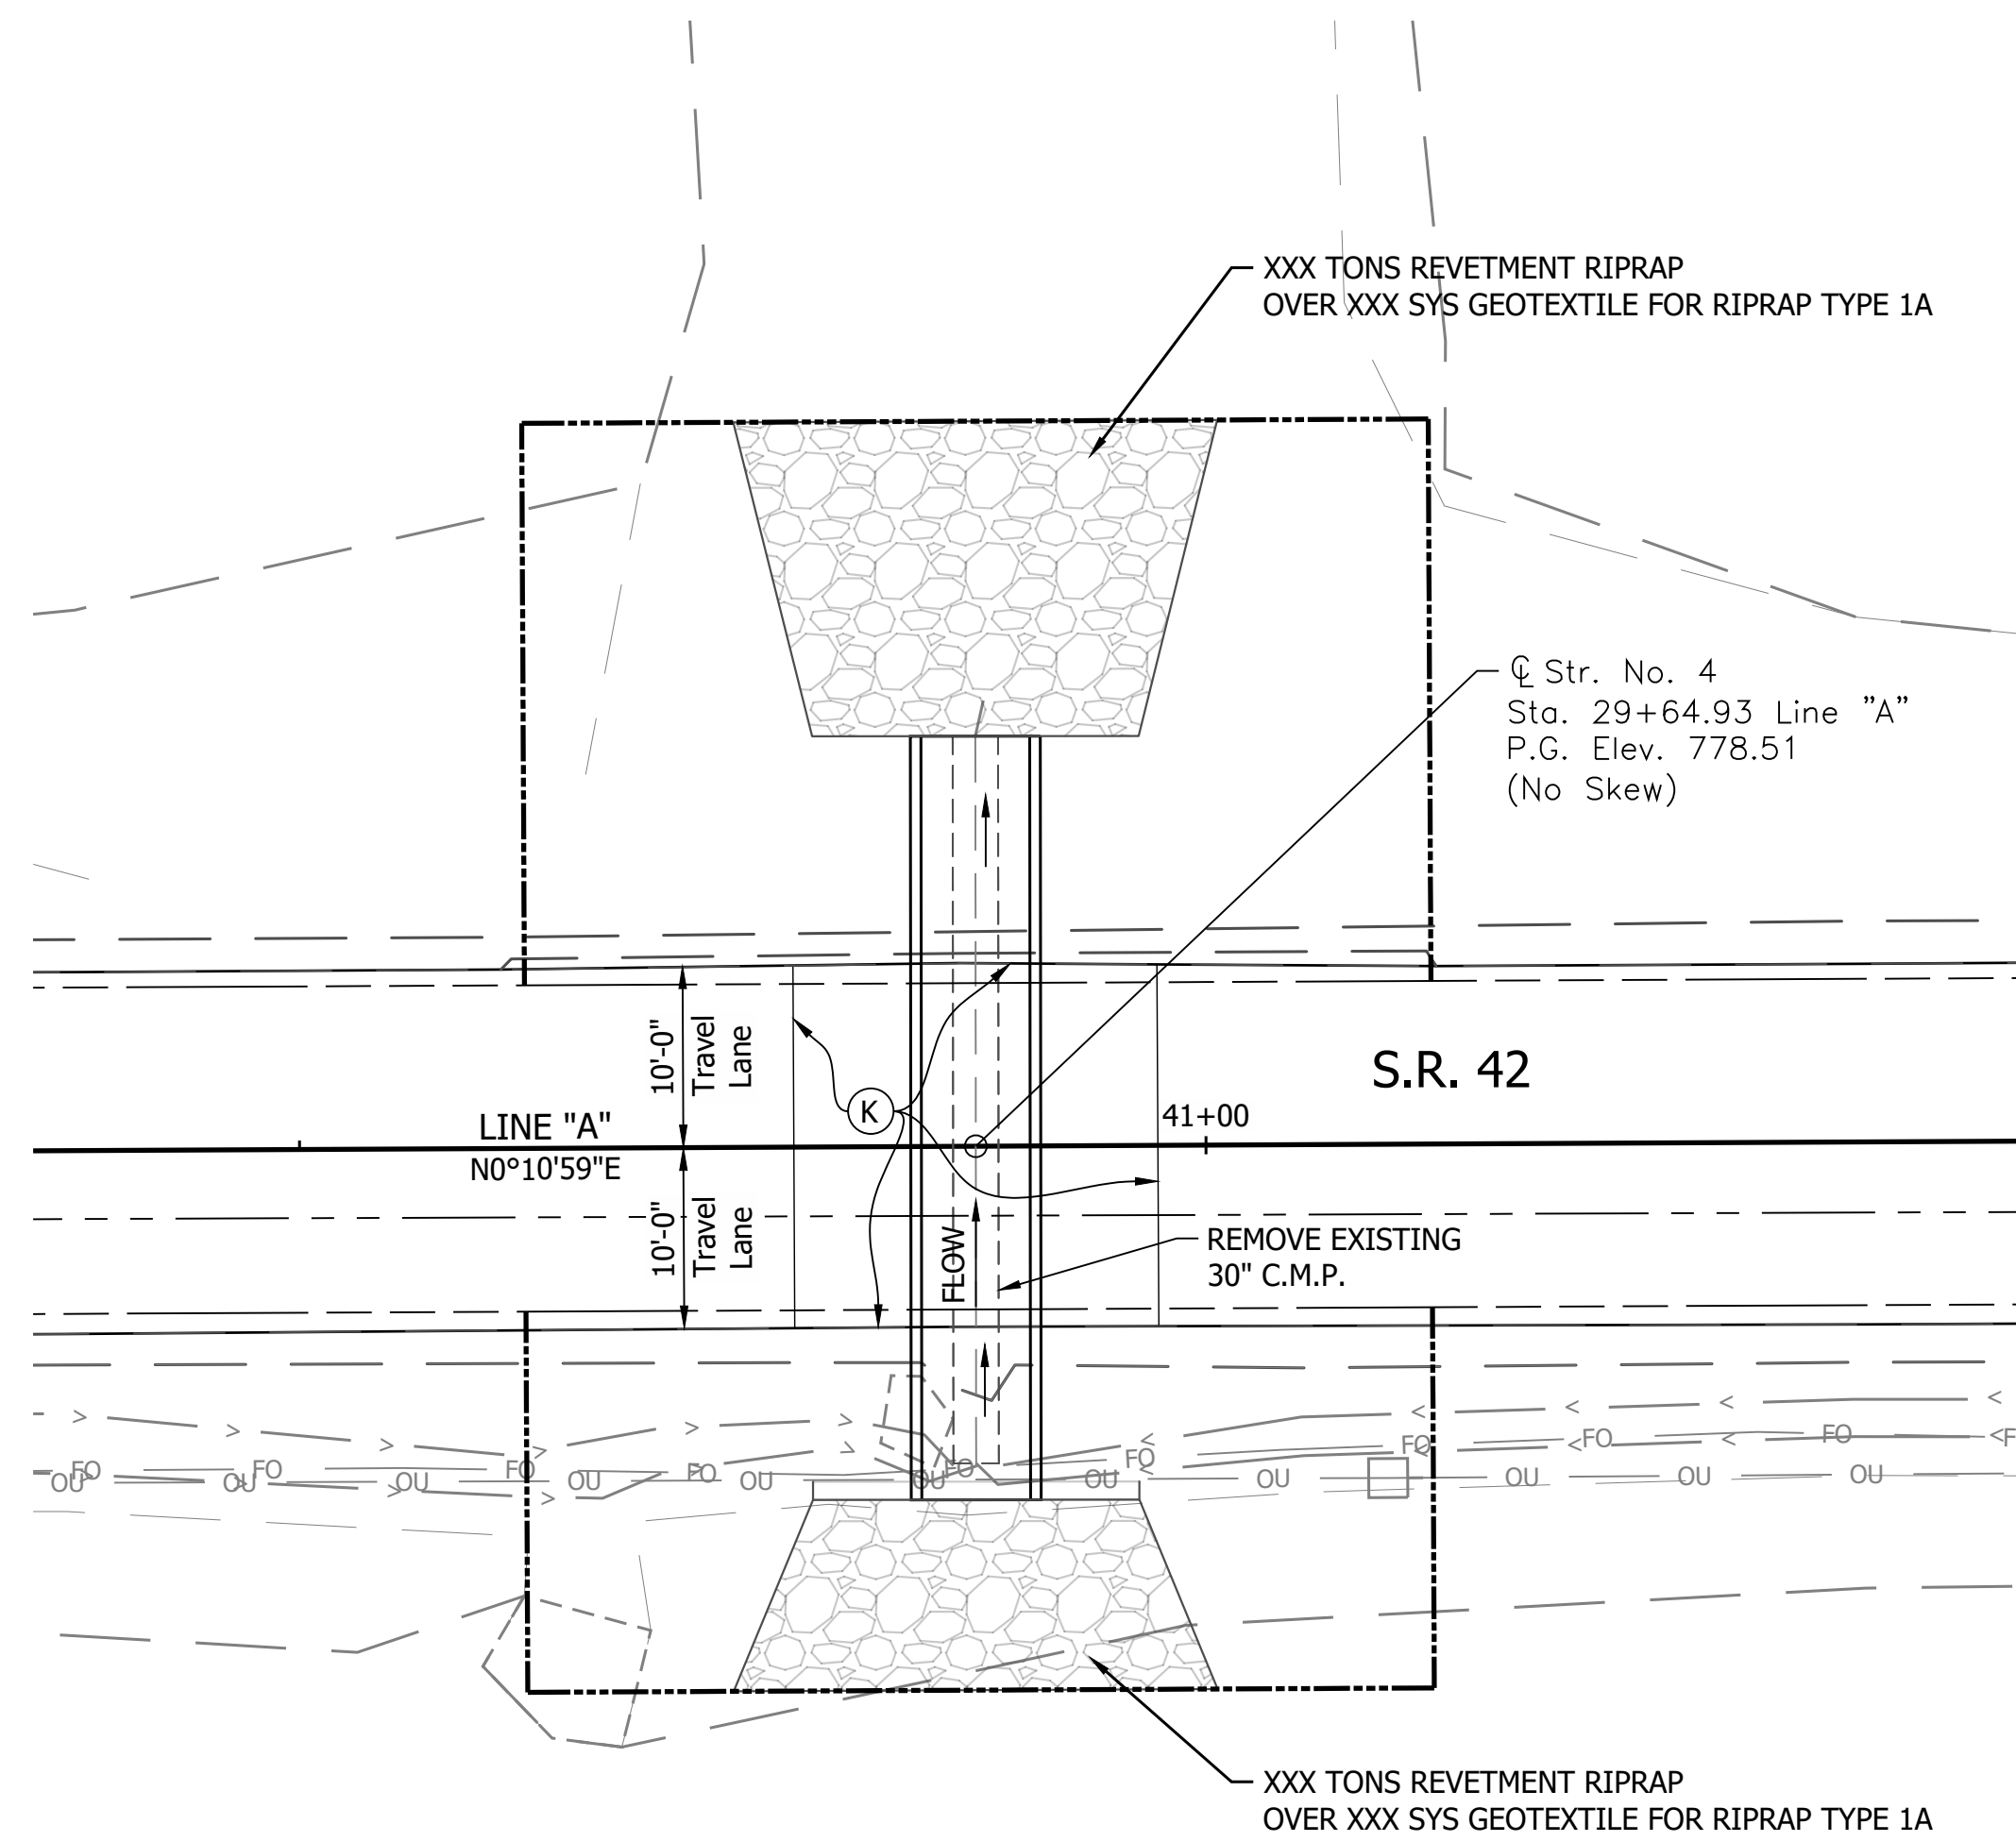 XXX TONS REVETMENT RIPRAP
OVER XXX SYS GEOTEXTILE FOR RIPRAP TYPE 1A
℄ Str. No. 4
Sta. 29+64.93 Line "A"
P.G. Elev. 778.51
(No Skew)
10'-0"
Travel
Lane
S.R. 42
K
41+00
LINE "A"
N0°10'59"E
10'-0"
Travel
Lane
FLOW
REMOVE EXISTING
30" C.M.P.
FO FO FO FO FO FO FO FO FO F
OU OU OU OU OU OU OU OU OU OU OU
XXX TONS REVETMENT RIPRAP
OVER XXX SYS GEOTEXTILE FOR RIPRAP TYPE 1A